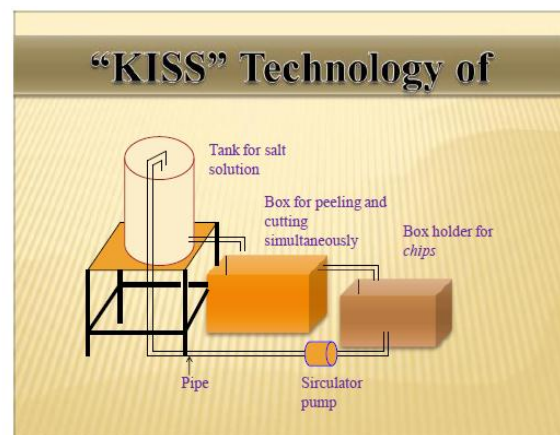 “KISS” Technology of
Tank for salt
solution
Box for peeling and
cutting
simultaneously
Box holder for
chips
Pipe
Sirculator
pump